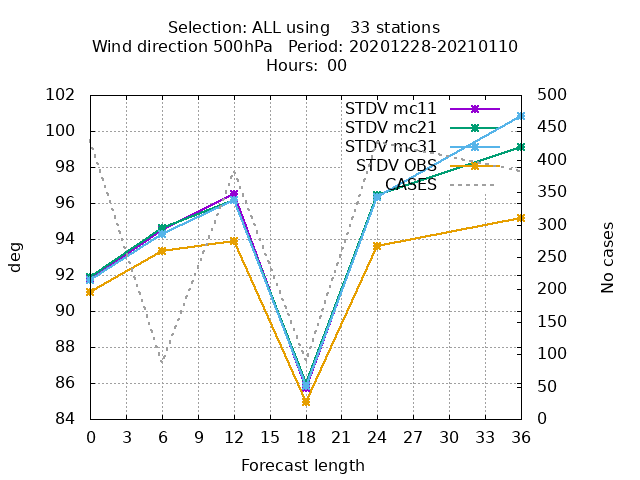 Selection: ALL using    33 stations
Wind direction 500hPa   Period: 20201228-20210110
Hours: 00
102
100
98
96
94
92
90
88
86
84
500
450
400
350
300
250
200
150
100
50
0
STDV mc11
STDV mc21
STDV mc31
STDV OBS
CASES
deg
No cases
0 3 6 9 12 15 18 21 24 27 30 33 36
Forecast length